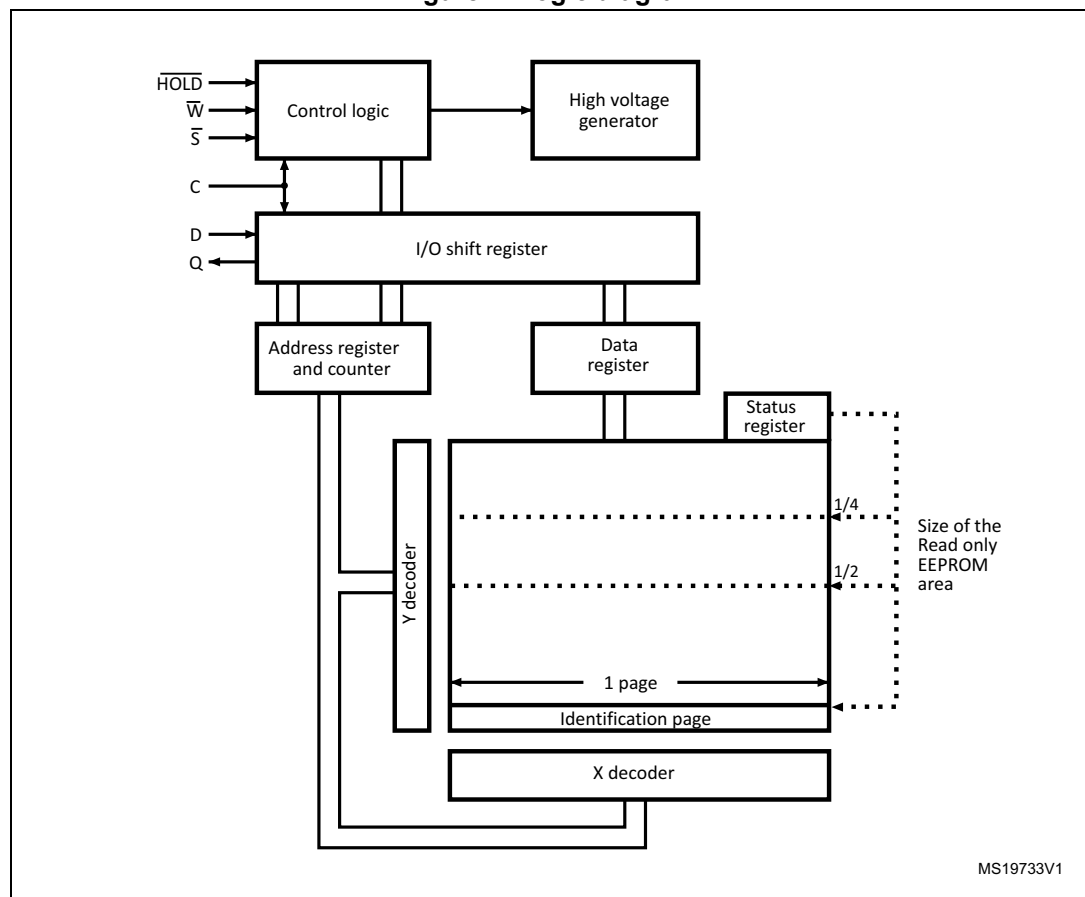 HOLD
W
S
C
D
Q
Control logic
High voltage
generator
I/O shift register
Address register
and counter
Data
register
Status
register
1/4
1/2
Size of the
Read only
EEPROM
area
Y decoder
1 page
Identification page
X decoder
MS19733V1